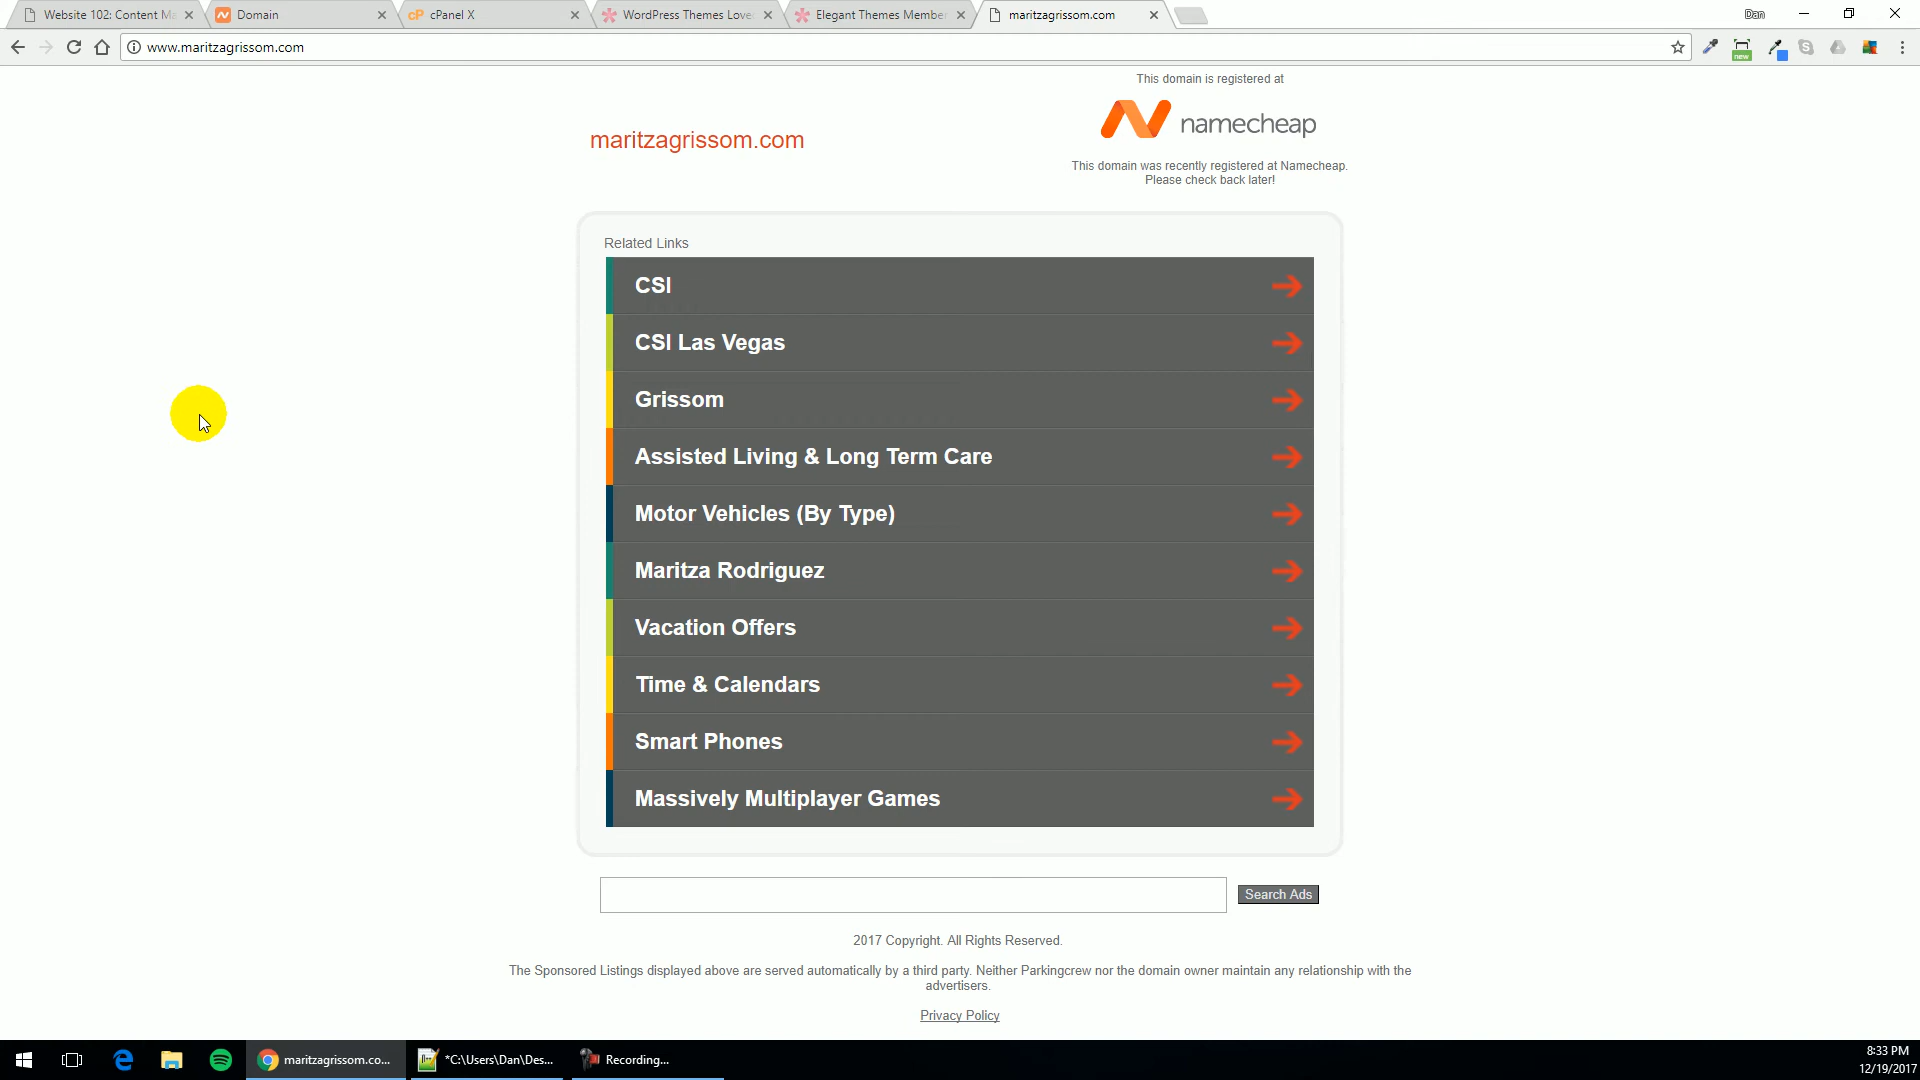 Website 102: Content Ma
Domain
cPanel X
WordPress Themes Love
Elegant Themes Member
maritzagrissom.com
Dan
www.maritzagrissom.com
new
This domain is registered at
namecheap
maritzagrissom.com
This domain was recently registered at Namecheap.
Please check back later!
Related Links
CSI
CSI Las Vegas
Grissom
Assisted Living & Long Term Care
Motor Vehicles (By Type)
Maritza Rodriguez
Vacation Offers
Time & Calendars
Smart Phones
Massively Multiplayer Games
Search Ads
2017 Copyright. All Rights Reserved.
The Sponsored Listings displayed above are served automatically by a third party. Neither Parkingcrew nor the domain owner maintain any relationship with the
advertisers.
Privacy Policy
maritzagrissom.co...
*C:\Users\Dan\Des...
Recording...
8:33 PM
12/19/2017